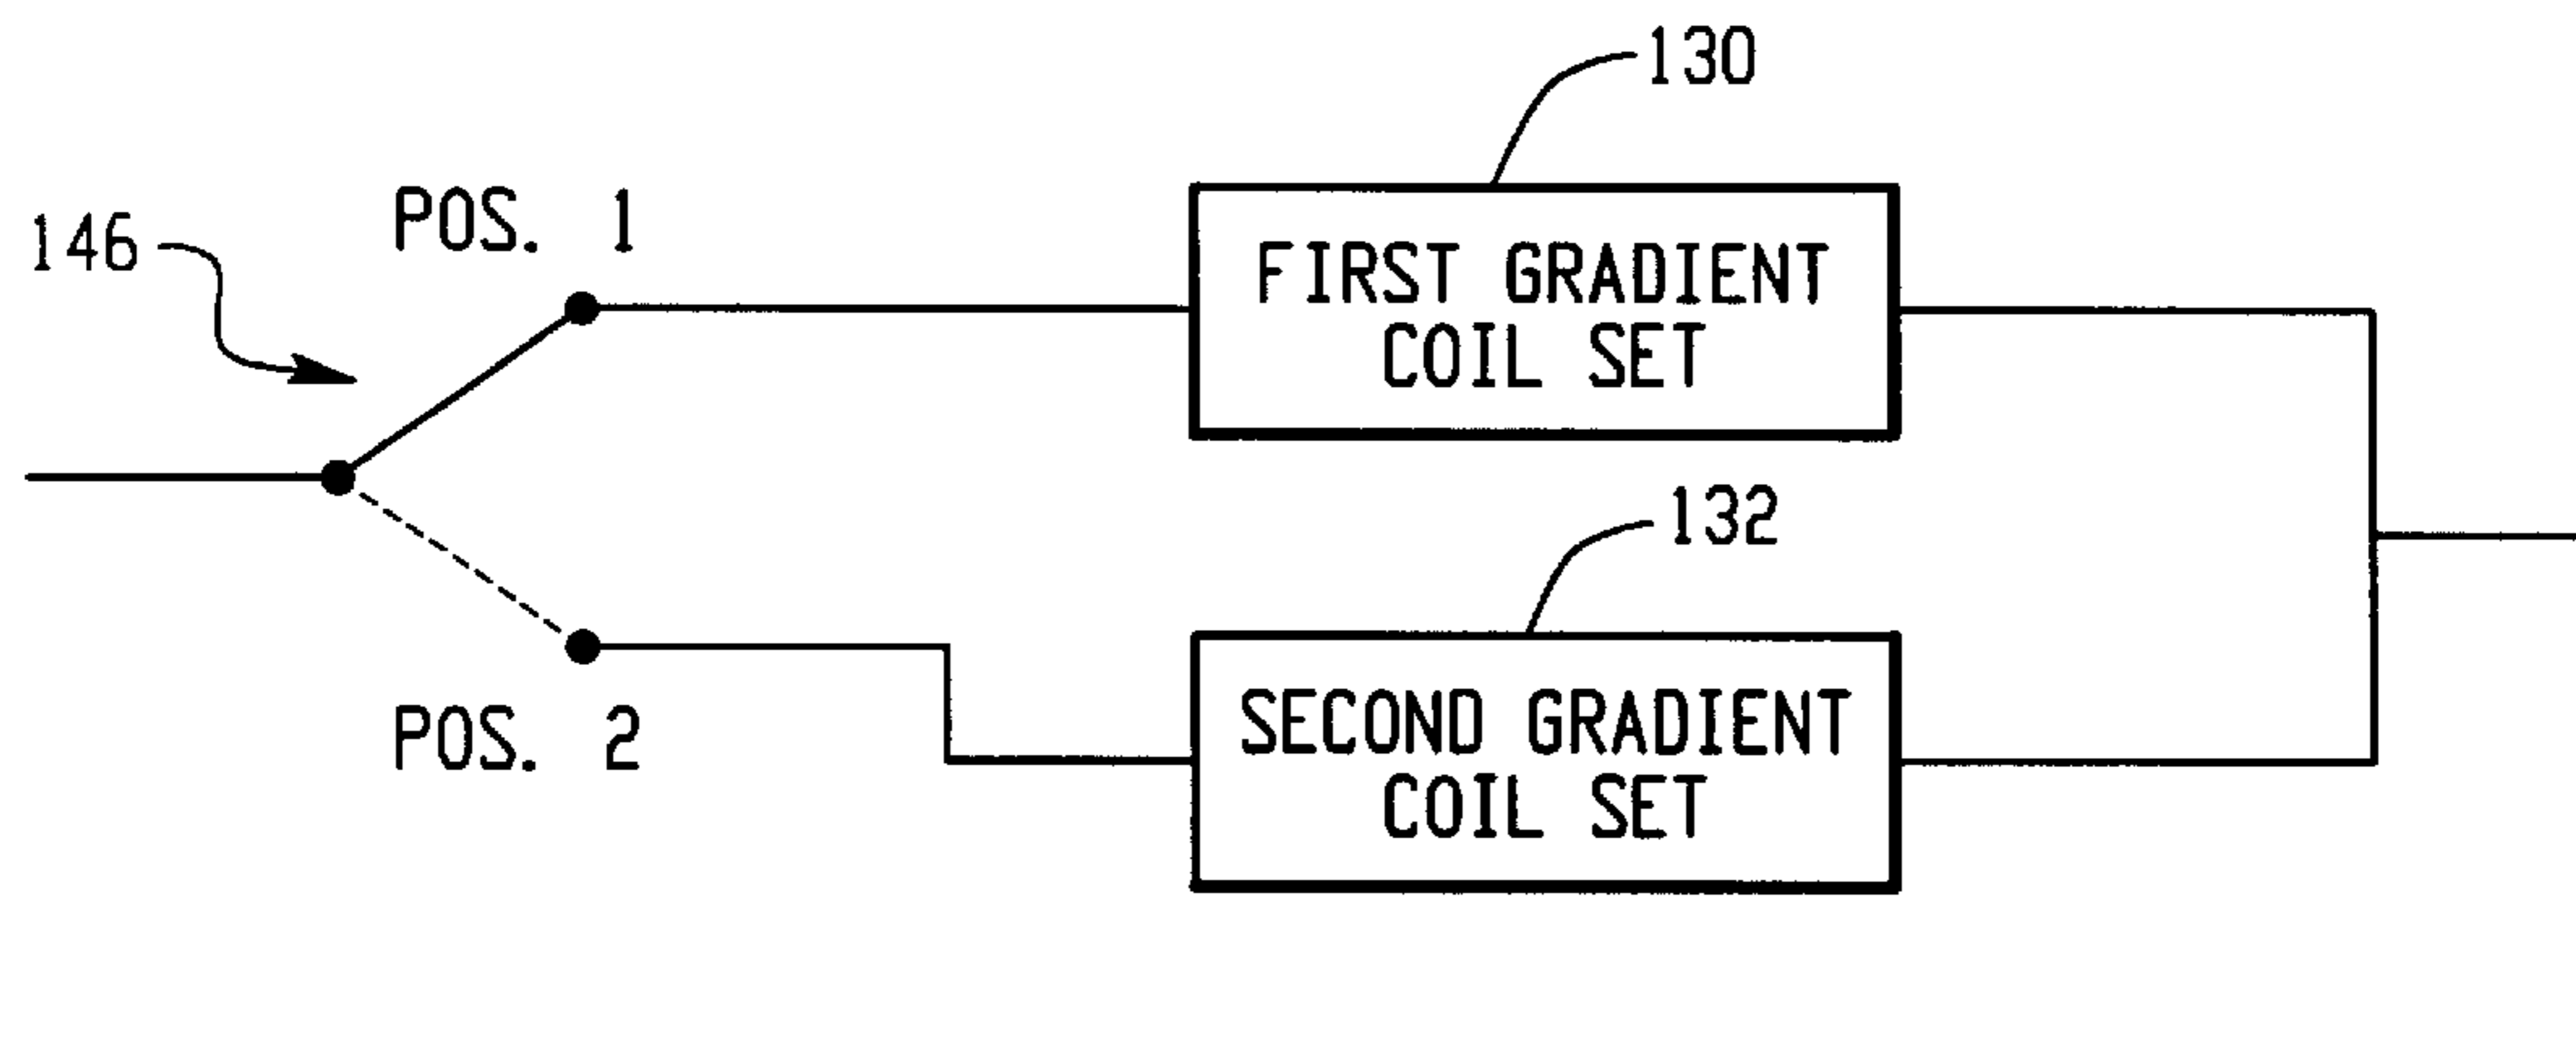 130
146
POS. 1
FIRST GRADIENT
COIL SET
132
SECOND GRADIENT
COIL SET
POS. 2